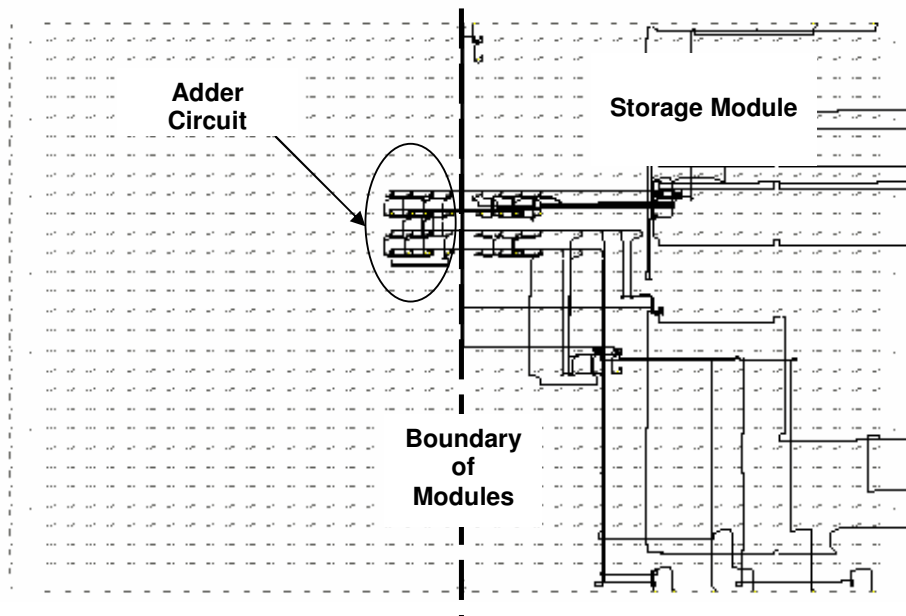 Adder
Circuit
Storage Module
Boundary
of
Modules